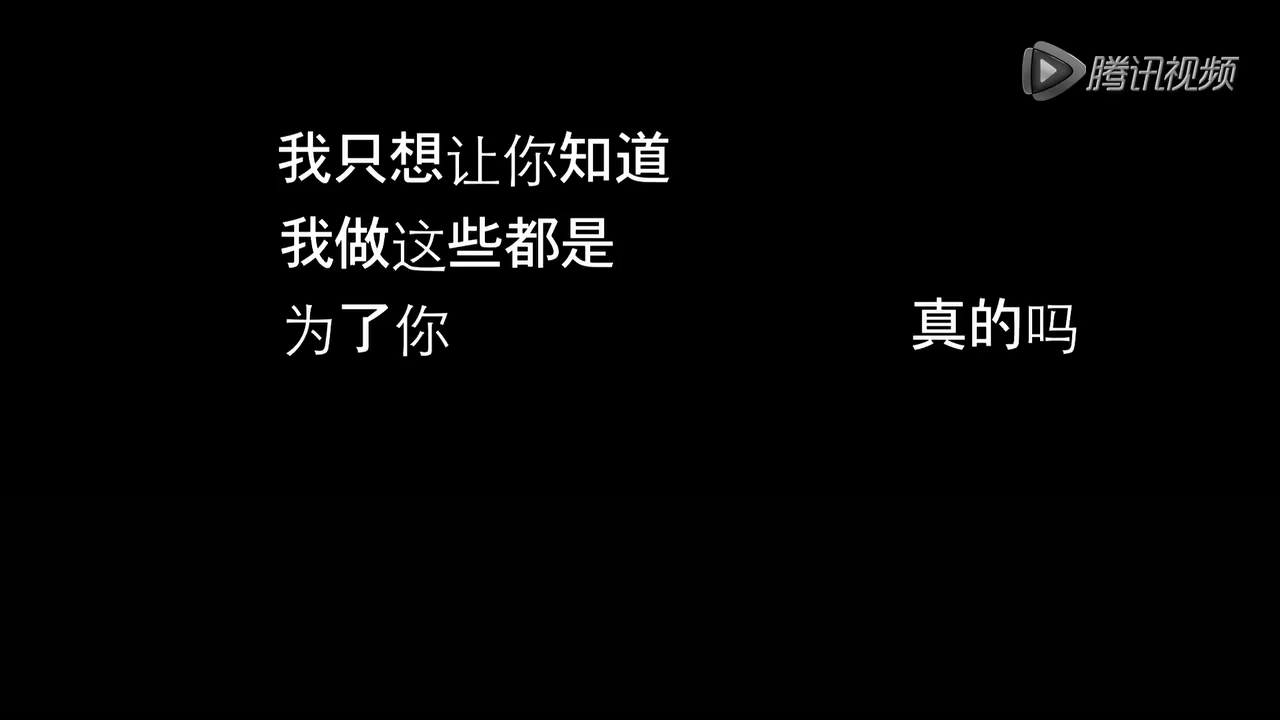 腾讯视频
我只想让你知道
我做这些都是
为了你
真的吗